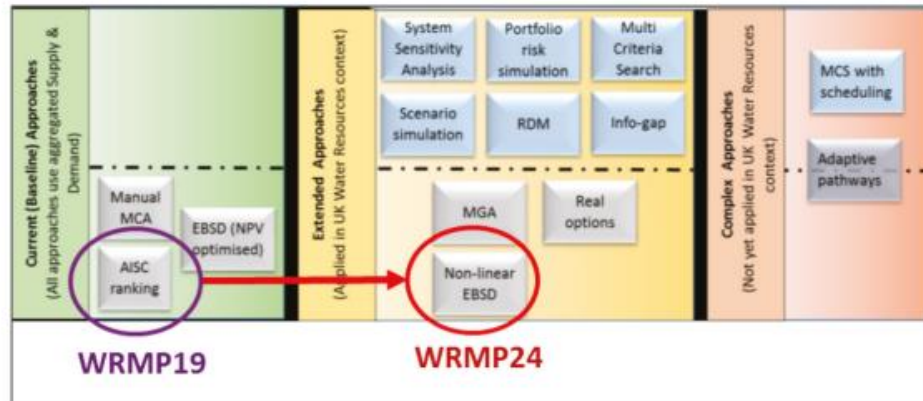 Current (Baseline) Approaches
(All approaches use aggregated Supply &
Demand)
Manual
MCA
EBSD (NPV
optimised)
AISC
ranking
Extended Approaches
(Applied in UK Water Resources context)
System
Sensitivity
Analysis
Portfolio
risk
simulation
Multi
Criteria
Search
Scenario
simulation
RDM
Info-gap
MGA
Real
options
Non-linear
EBSD
Complex Approaches
(Not yet applied in UK Water Resources
context)
MCS with
scheduling
Adaptive
pathways
WRMP19
WRMP24